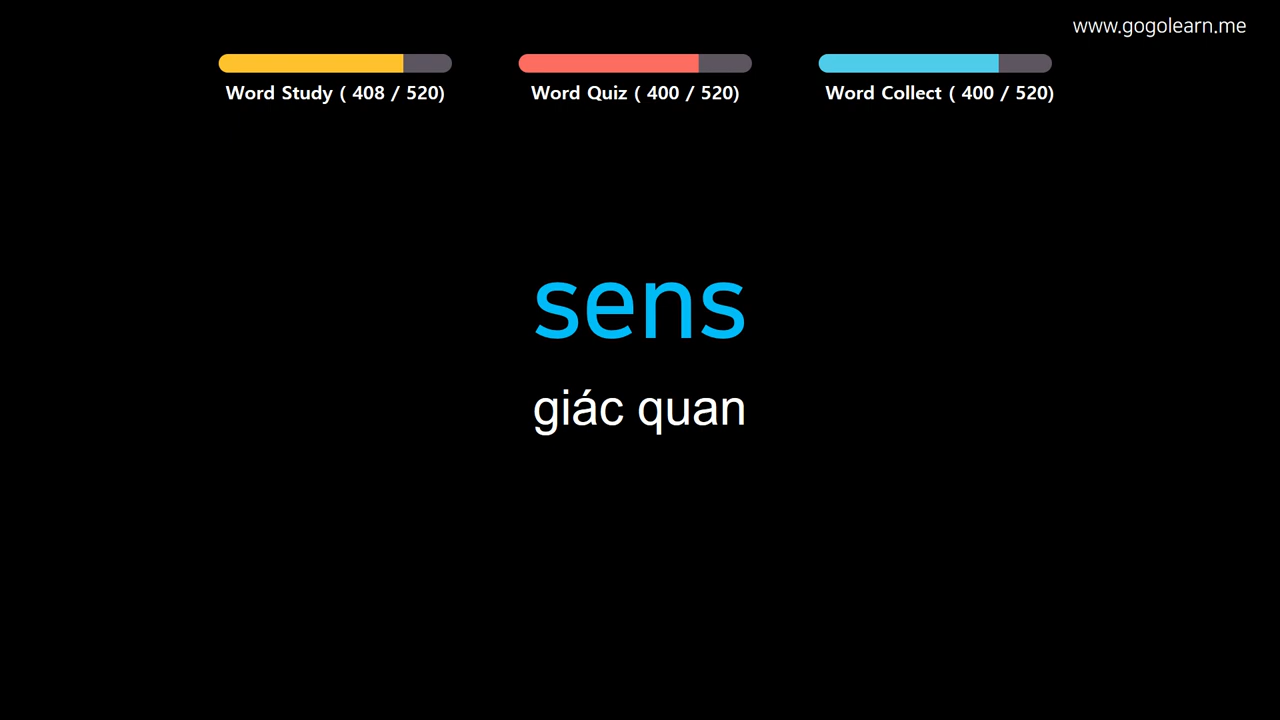 www.gogolearn.me
Word Study ( 408 / 520)
Word Quiz ( 400 / 520)
Word Collect ( 400 / 520)
sens
giác quan